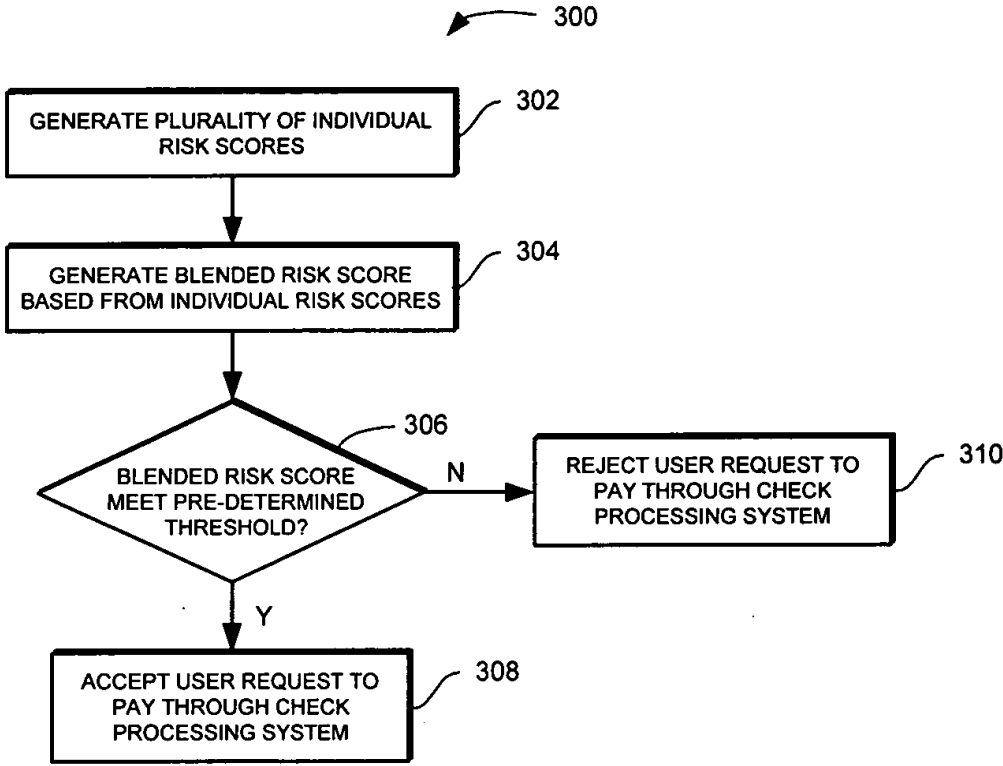 300
GENERATE PLURALITY OF INDIVIDUAL
RISK SCORES
302
GENERATE BLENDED RISK SCORE
BASED FROM INDIVIDUAL RISK SCORES
304
306
BLENDED RISK SCORE
MEET PRE-DETERMINED
THRESHOLD?
N
REJECT USER REQUEST TO
PAY THROUGH CHECK
PROCESSING SYSTEM
310
Y
ACCEPT USER REQUEST TO
PAY THROUGH CHECK
PROCESSING SYSTEM
308